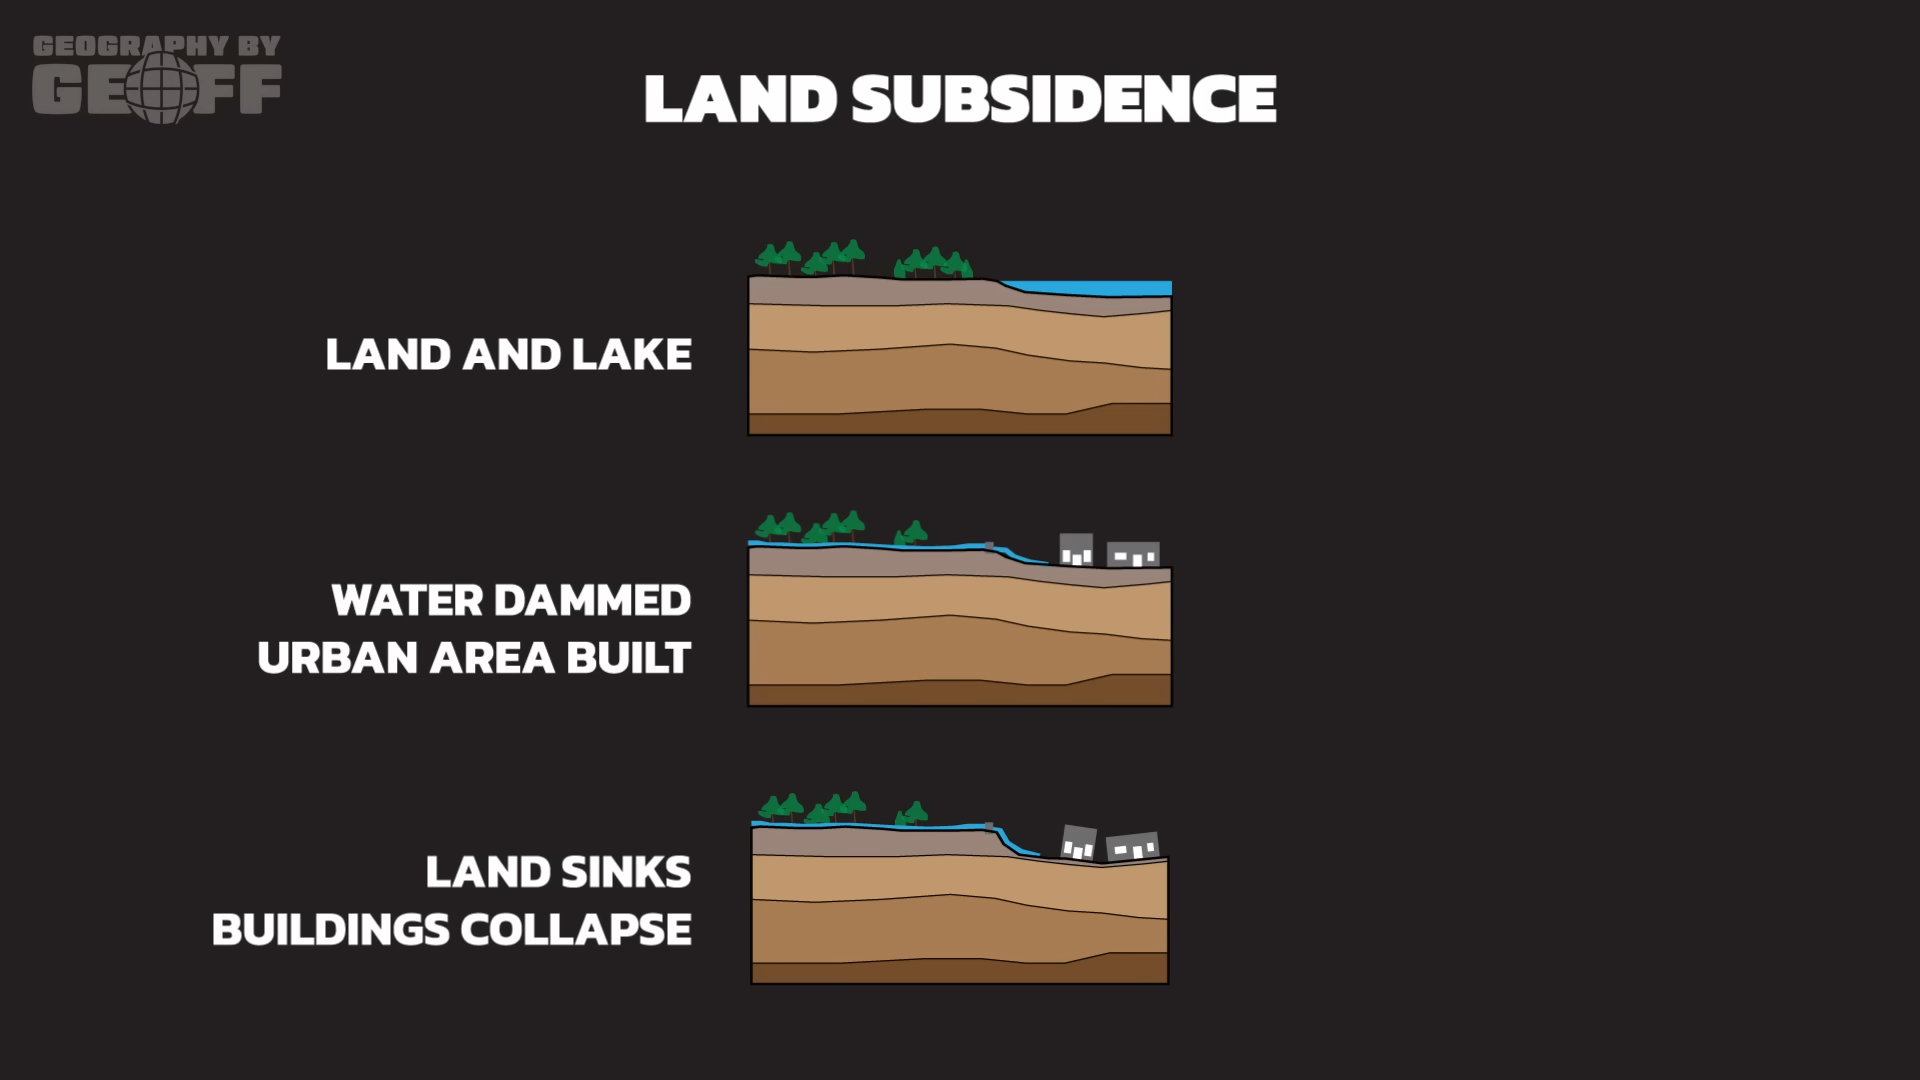 GEOGRAPHY BY
GEOFF
LAND SUBSIDENCE
LAND AND LAKE
WATER DAMMED
URBAN AREA BUILT
LAND SINKS
BUILDINGS COLLAPSE